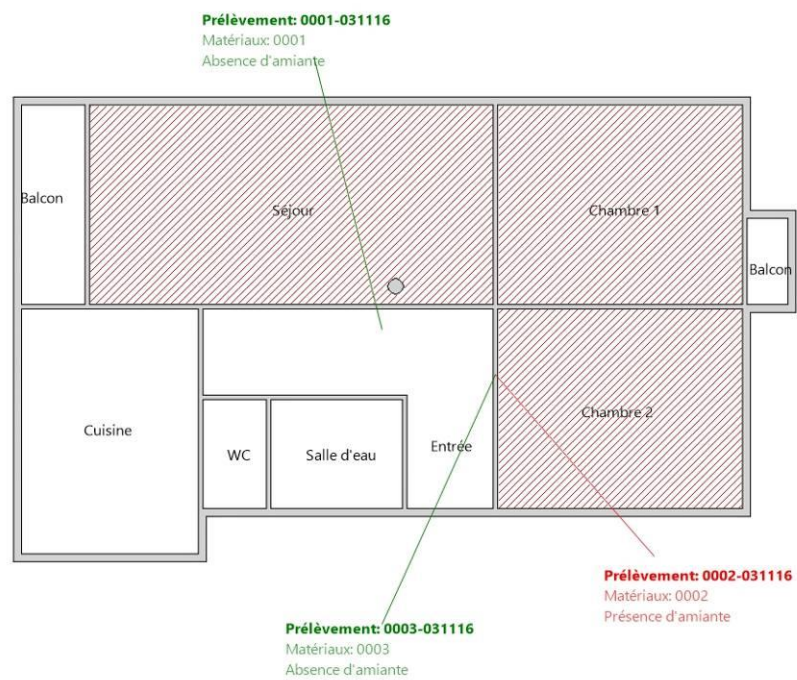 Prélèvement: 0001-031116
Matériaux: 0001
Absence d'amiante
Balcon
Séjour
Chambre 1
Balcon
Cuisine
WC
Salle d'eau
Entrée
Chambre 2
Prélèvement: 0002-031116
Matériaux: 0002
Présence d'amiante
Prélèvement: 0003-031116
Matériaux: 0003
Absence d'amiante